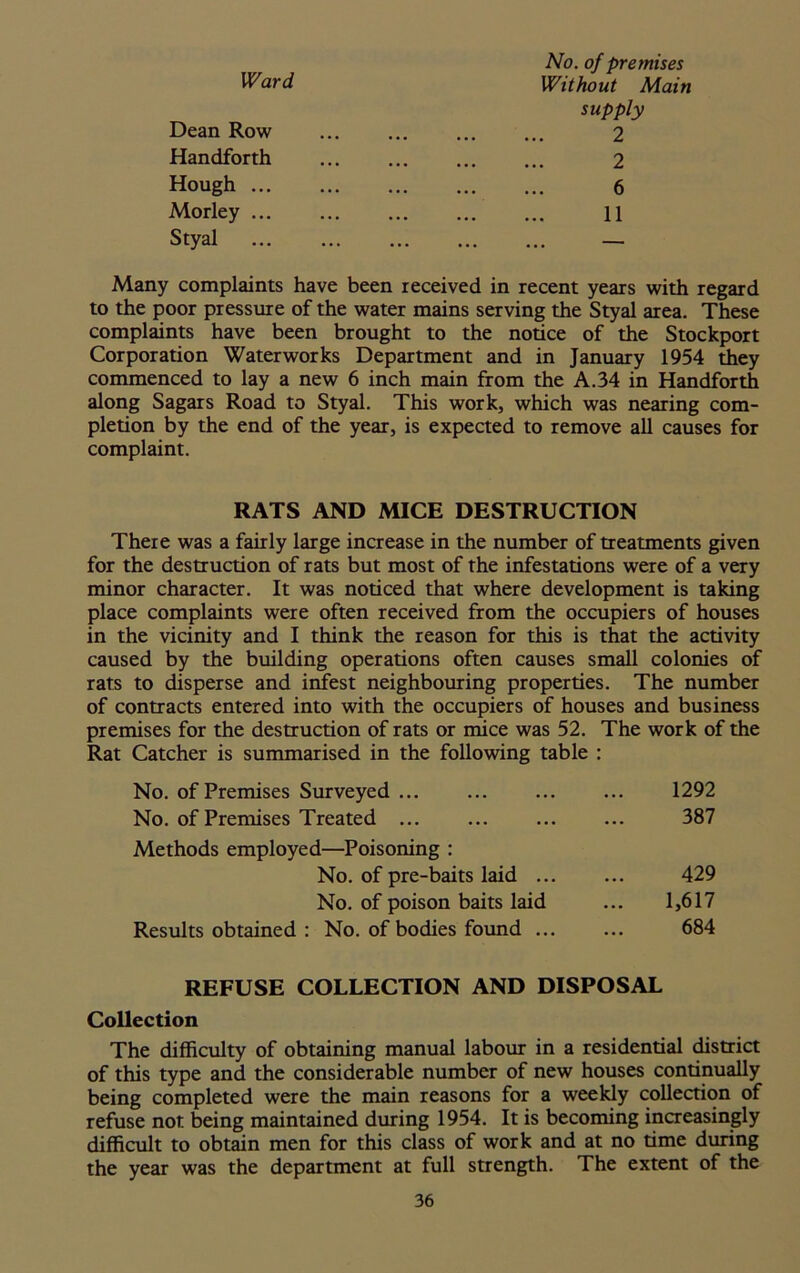 Ward
No. of premises
Without Main
supply
Dean Row ... ... ... ... 2
Handforth ... ... ... ... 2
Hough ... ... ... ... ... 6
Morley ... ... ... ... ... 11
Styal ... ... ... ... ... —
Many complaints have been received in recent years with regard
to the poor pressure of the water mains serving the Styal area. These
complaints have been brought to the notice of the Stockport
Corporation Waterworks Department and in January 1954 they
commenced to lay a new 6 inch main from the A.34 in Handforth
along Sagars Road to Styal. This work, which was nearing com-
pletion by the end of the year, is expected to remove all causes for
complaint.
RATS AND MICE DESTRUCTION
There was a fairly large increase in the number of treatments given
for the destruction of rats but most of the infestations were of a very
minor character. It was noticed that where development is taking
place complaints were often received from the occupiers of houses
in the vicinity and I think the reason for this is that the activity
caused by the building operations often causes small colonies of
rats to disperse and infest neighbouring properties. The number
of contracts entered into with the occupiers of houses and business
premises for the destruction of rats or mice was 52. The work of the
Rat Catcher is summarised in the following table :
No. of Premises Surveyed ... ... ... ... 1292
No. of Premises Treated ... ... ... ... 387
Methods employed—Poisoning :
No. of pre-baits laid ... ... 429
No. of poison baits laid ... 1,617
Results obtained : No. of bodies found ... ... 684
REFUSE COLLECTION AND DISPOSAL
Collection
The difficulty of obtaining manual labour in a residential district
of this type and the considerable number of new houses continually
being completed were the main reasons for a weekly collection of
refuse not being maintained during 1954. It is becoming increasingly
difficult to obtain men for this class of work and at no time during
the year was the department at full strength. The extent of the
36